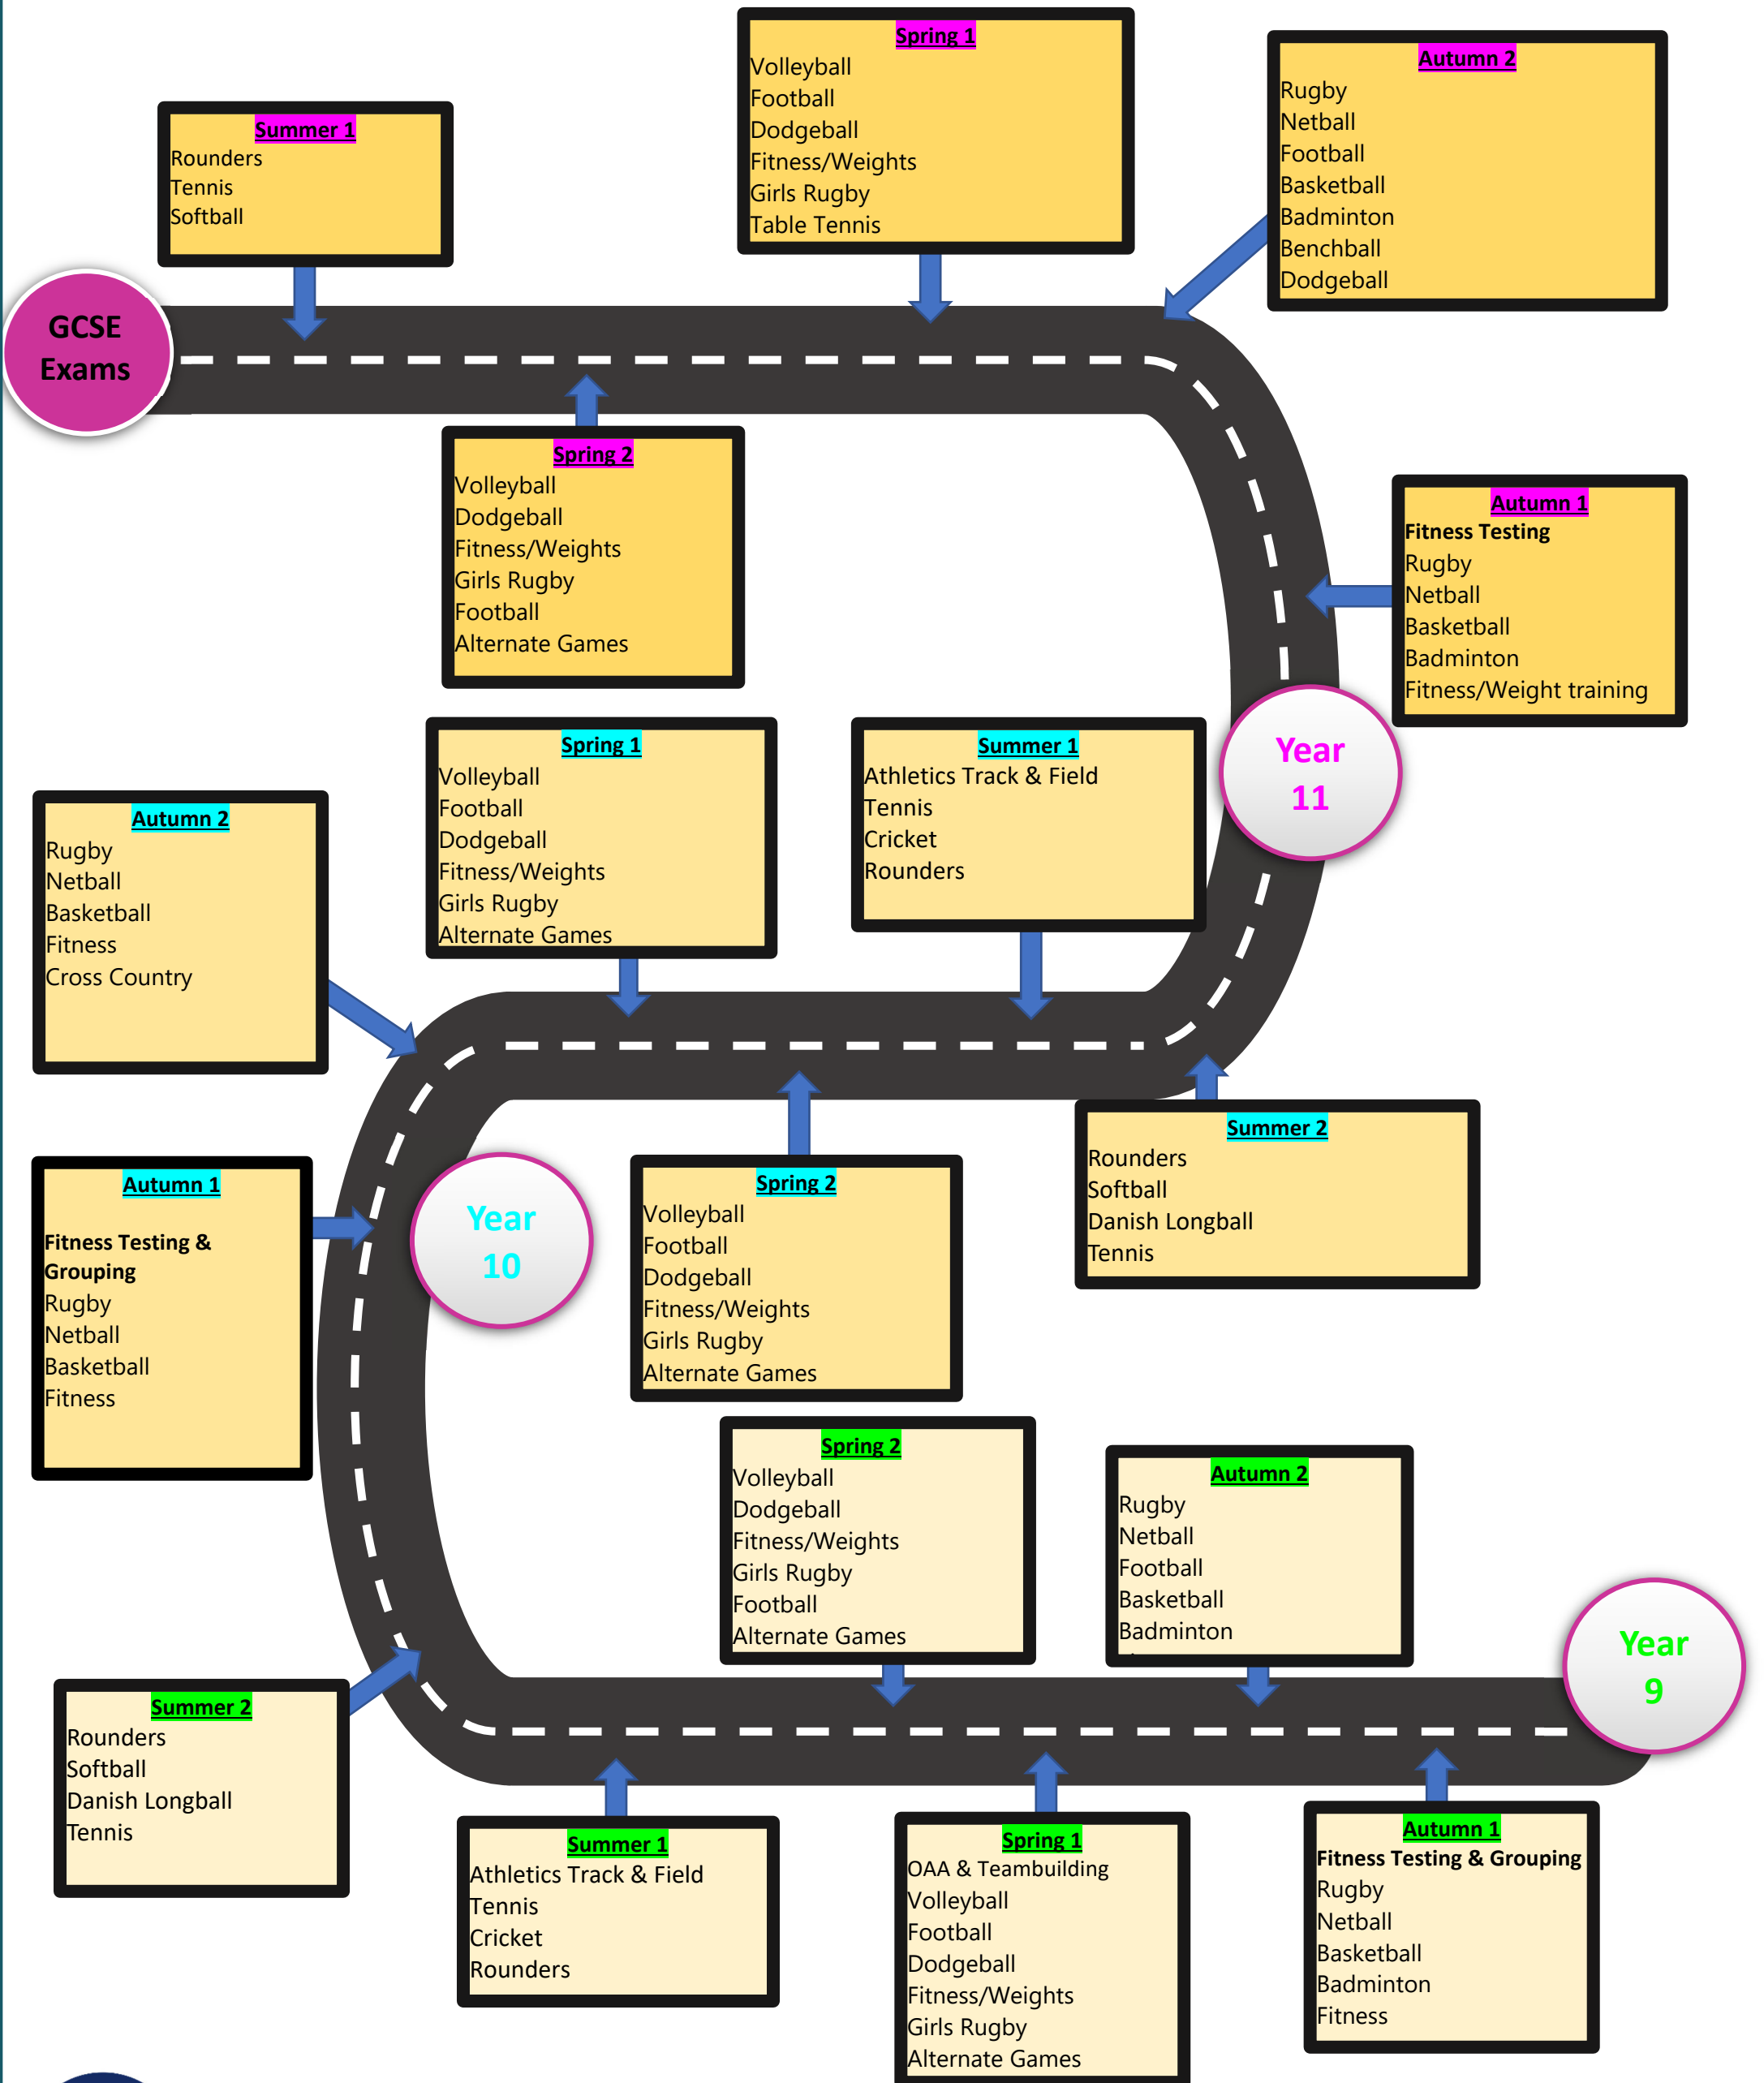 Spring 1
Volleyball
Football
Dodgeball
Fitness/Weights
Girls Rugby
Table Tennis
Autumn 2
Rugby
Netball
Football
Basketball
Badminton
Benchball
Dodgeball
Summer 1
Rounders
Tennis
Softball
GCSE
Exams
Spring 2
Volleyball
Dodgeball
Fitness/Weights
Girls Rugby
Football
Alternate Games
Autumn 1
Fitness Testing
Rugby
Netball
Basketball
Badminton
Fitness/Weight training
Year
11
Spring 1
Volleyball
Football
Dodgeball
Fitness/Weights
Girls Rugby
Alternate Games
Summer 1
Athletics Track & Field
Tennis
Cricket
Rounders
Autumn 2
Rugby
Netball
Basketball
Fitness
Cross Country
Summer 2
Rounders
Softball
Danish Longball
Tennis
Autumn 1
Fitness Testing &
Grouping
Rugby
Netball
Basketball
Fitness
Year
10
Spring 2
Volleyball
Football
Dodgeball
Fitness/Weights
Girls Rugby
Alternate Games
Spring 2
Volleyball
Dodgeball
Fitness/Weights
Girls Rugby
Football
Alternate Games
Autumn 2
Rugby
Netball
Football
Basketball
Badminton
Year
9
Summer 2
Rounders
Softball
Danish Longball
Tennis
Summer 1
Athletics Track & Field
Tennis
Cricket
Rounders
Spring 1
OAA & Teambuilding
Volleyball
Football
Dodgeball
Fitness/Weights
Girls Rugby
Alternate Games
Autumn 1
Fitness Testing & Grouping
Rugby
Netball
Basketball
Badminton
Fitness